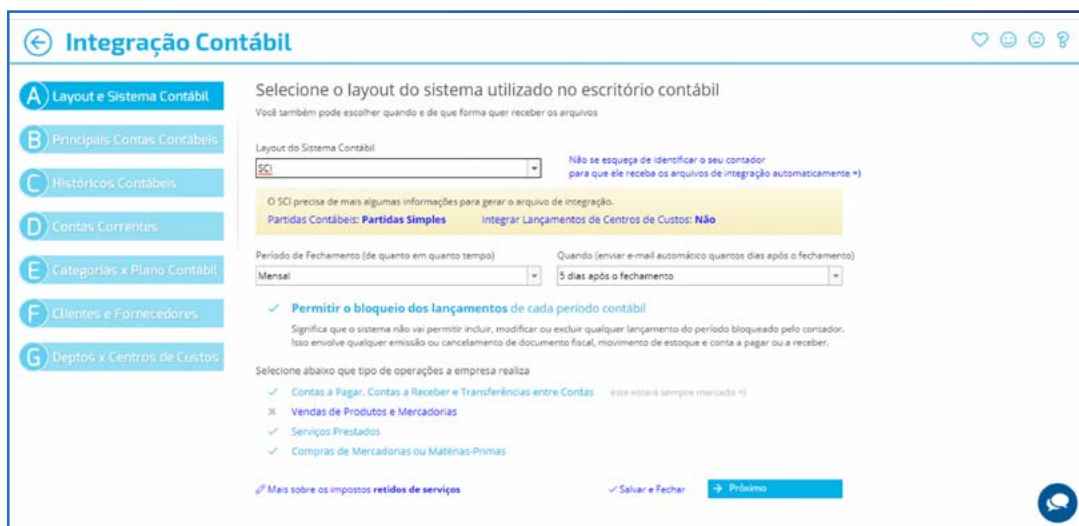 Integração Contábil
A Layout e Sistema Contábil
B Principais Contas Contábeis
C Históricos Contábeis
D Contas Correntes
E Categorias x Plano Contábil
F Clientes e Fornecedores
G Deptos x Centros de Custos
Selecione o layout do sistema utilizado no escritório contábil
Você também pode escolher quando e de que forma quer receber os arquivos
Layout do Sistema Contábil
SCI
Não se esqueça de identificar o seu contador
para que ele receba os arquivos de integração automaticamente =)
O SCI precisa de mais algumas informações para gerar o arquivo de integração.
Partidas Contábeis: Partidas Simples Integrar Lançamentos de Centros de Custos: Não
Período de Fechamento (de quanto em quanto tempo) Quando (enviar e-mail automático quantos dias após o fechamento)
Mensal 5 dias após o fechamento
Permitir o bloqueio dos lançamentos de cada período contábil
Significa que o sistema não vai permitir incluir, modificar ou excluir qualquer lançamento do período bloqueado pelo contador.
Isso envolve qualquer emissão ou cancelamento de documento fiscal, movimento de estoque e conta a pagar ou a receber.
Selecione abaixo que tipo de operações a empresa realiza
Contas a Pagar, Contas a Receber e Transferências entre Contas este estará sempre marcado =)
Vendas de Produtos e Mercadorias
Serviços Prestados
Compras de Mercadorias ou Matérias-Primas
Mais sobre os impostos retidos de serviços Salvar e Fechar Próximo